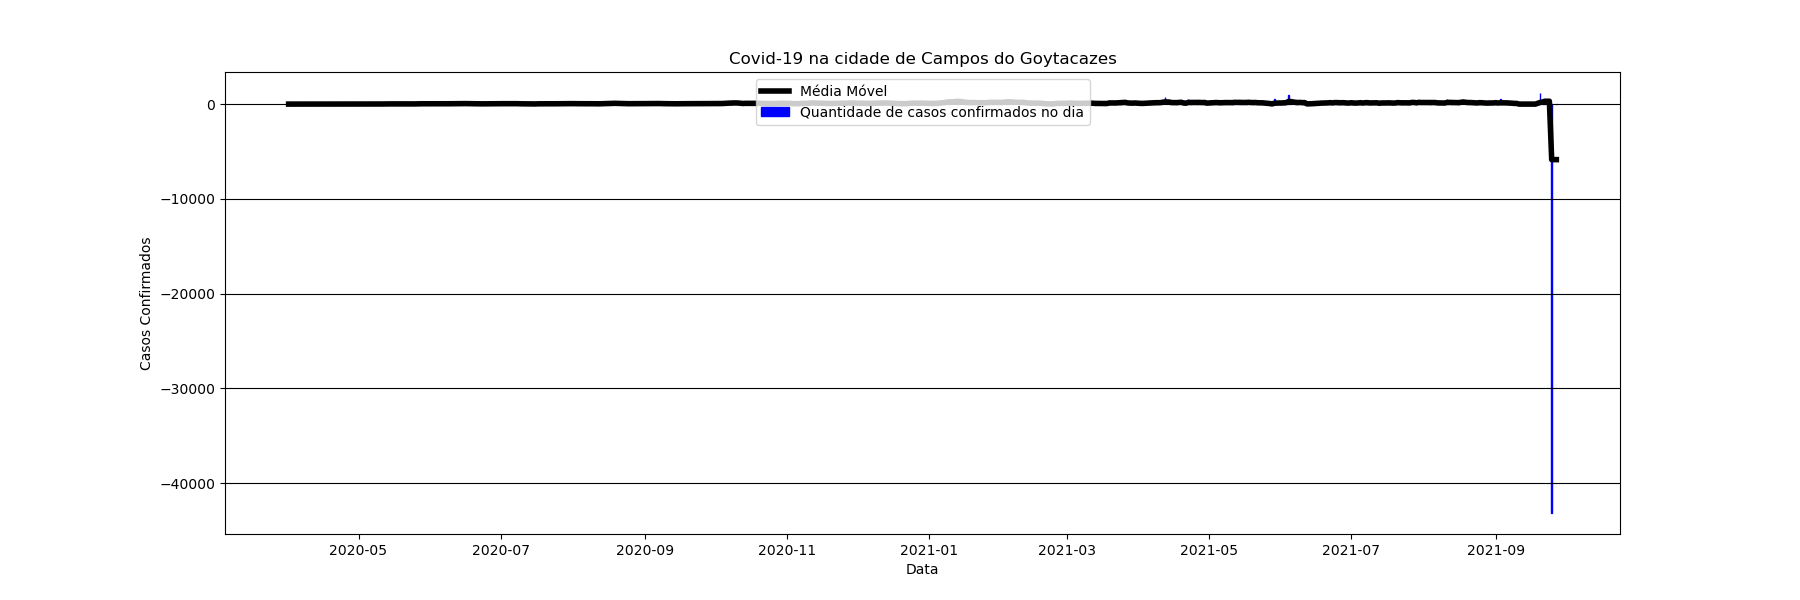 Covid-19 na cidade de Campos do Goytacazes
Média Móvel
Quantidade de casos confirmados no dia
0
−10000
−20000
−30000
−40000
Casos Confirmados
2020-05 2020-07 2020-09 2020-11 2021-01 2021-03 2021-05 2021-07 2021-09
Data